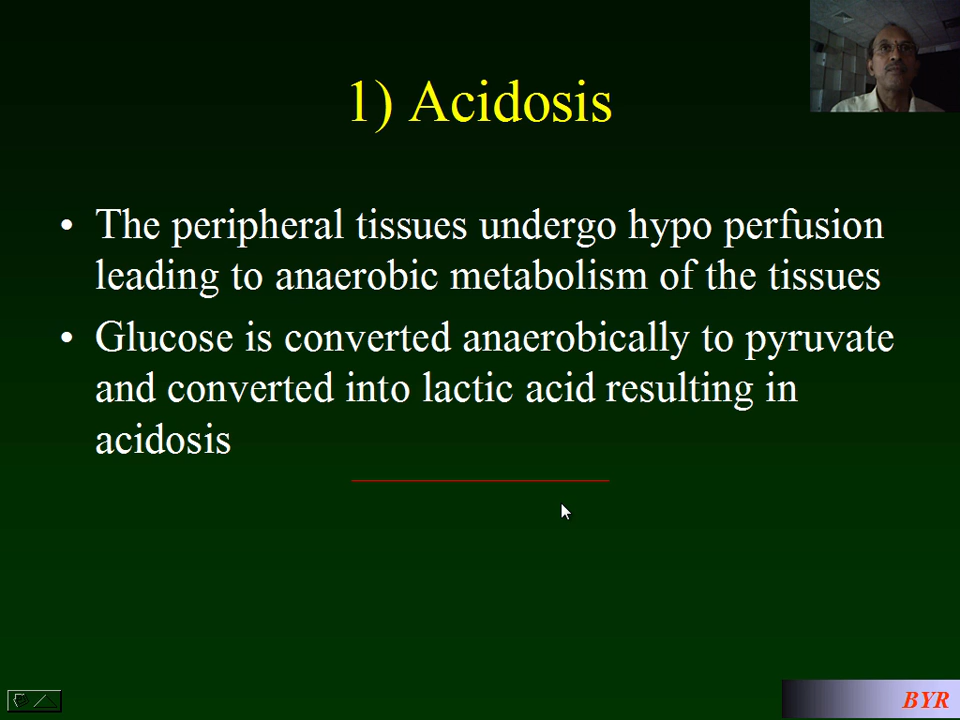 1) Acidosis
• The peripheral tissues undergo hypo perfusion
leading to anaerobic metabolism of the tissues
• Glucose is converted anaerobically to pyruvate
and converted into lactic acid resulting in
acidosis
BYR